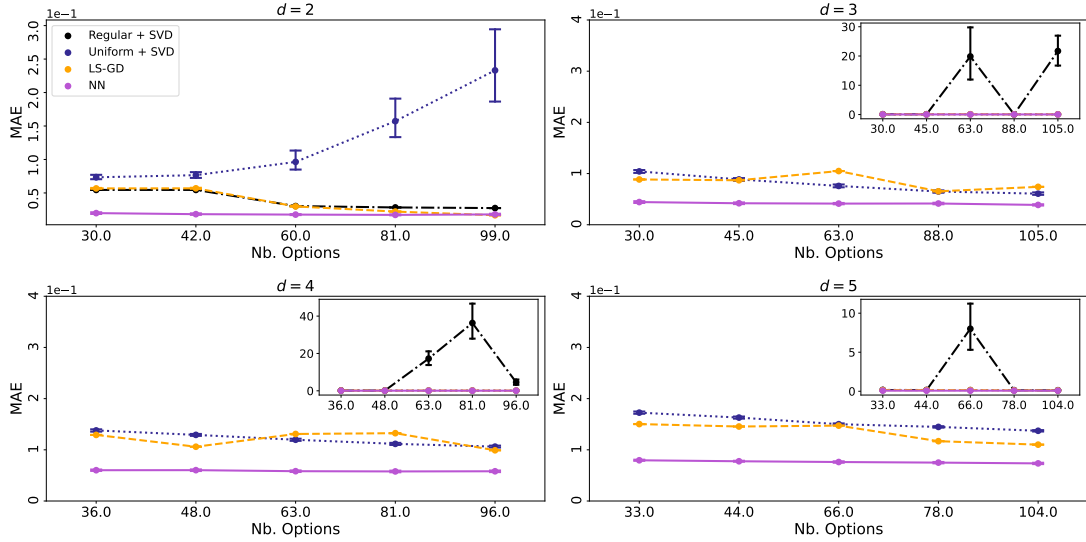 d = 2
1e−1
MAE
3.0
2.5
2.0
1.5
1.0
0.5
Regular + SVD
Uniform + SVD
LS-GD
NN
30.0 42.0 60.0 81.0 99.0
Nb. Options
d = 3
1e−1
MAE
4
3
2
1
0
30
20
10
0
30.0 45.0 63.0 88.0 105.0
30.0 45.0 63.0 88.0 105.0
Nb. Options
d = 4
1e−1
MAE
4
3
2
1
0
40
20
0
36.0 48.0 63.0 81.0 96.0
36.0 48.0 63.0 81.0 96.0
Nb. Options
d = 5
1e−1
MAE
4
3
2
1
0
10
5
0
33.0 44.0 66.0 78.0 104.0
33.0 44.0 66.0 78.0 104.0
Nb. Options